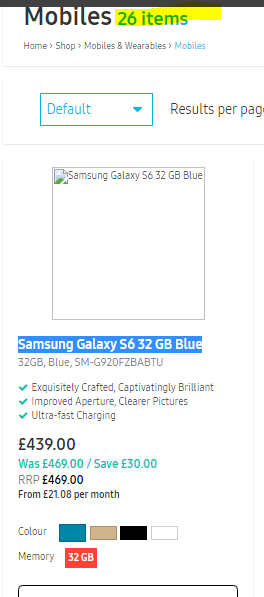 Mobiles 26 items
Home > Shop > Mobiles & Wearables > Mobiles
Default Results per pag
Samsung Galaxy S6 32 GB Blue
Samsung Galaxy S6 32 GB Blue
32GB, Blue, SM-G920FZBABTU
Exquisitely Crafted, Captivatingly Brilliant
Improved Aperture, Clearer Pictures
Ultra-fast Charging
£439.00
Was £469.00 / Save £30.00
RRP £469.00
From £21.08 per month
Colour
Memory 32 GB